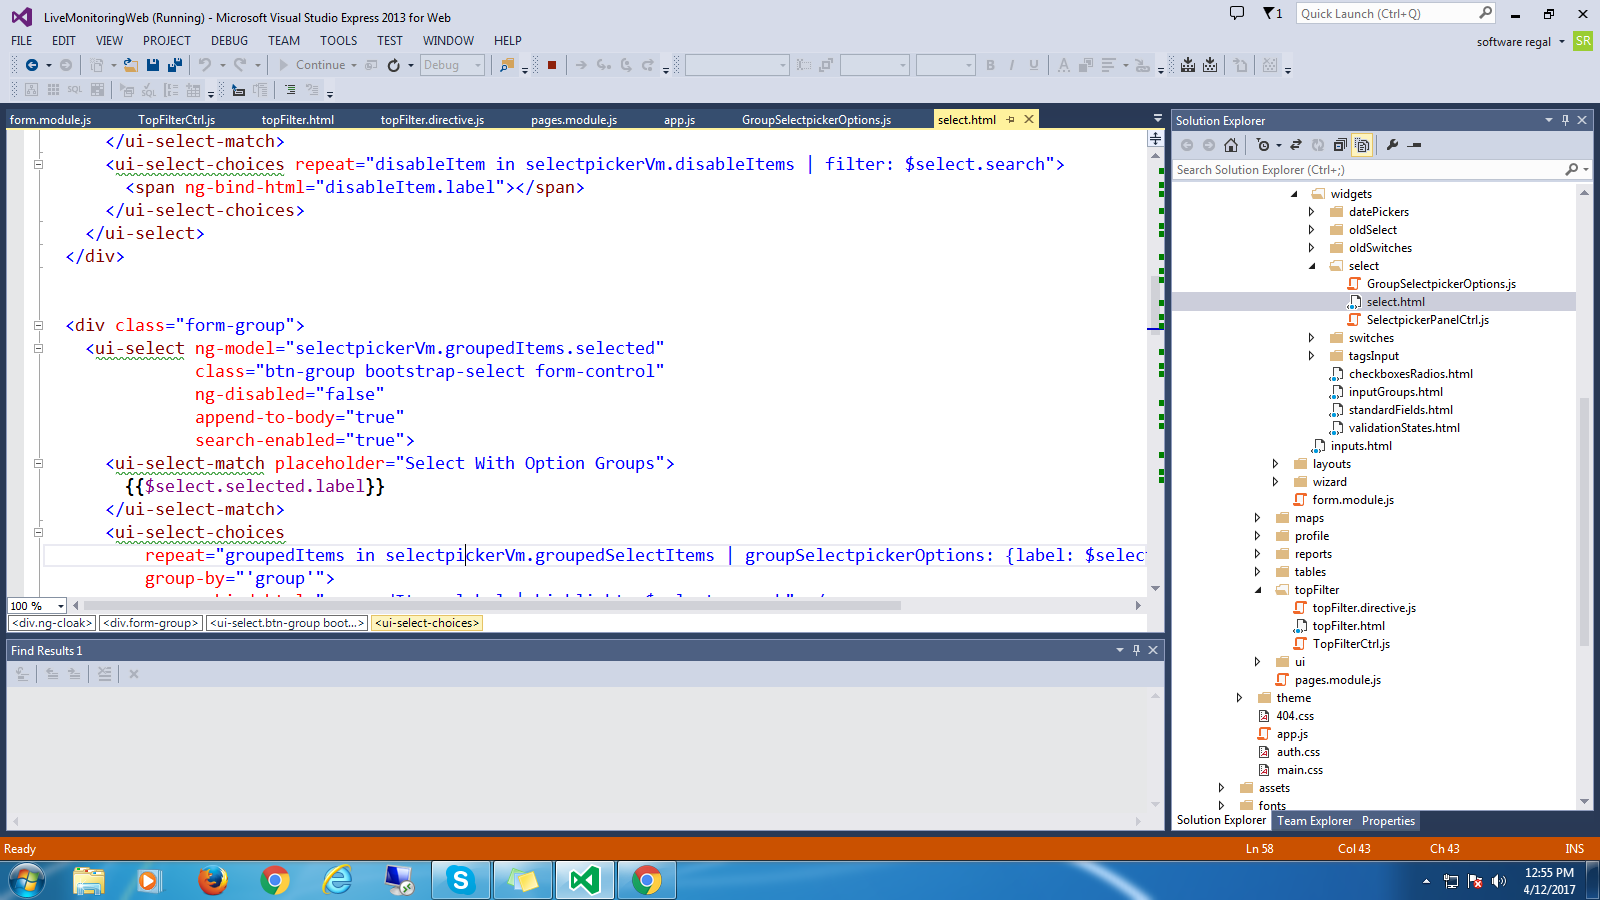 LiveMonitoringWeb (Running) - Microsoft Visual Studio Express 2013 for Web
1
Quick Launch (Ctrl+Q)
FILE EDIT VIEW PROJECT DEBUG TEAM TOOLS TEST WINDOW HELP
software regal
SR
Continue
Debug
form.module.js TopFilterCtrl.js topFilter.html topFilter.directive.js pages.module.js app.js GroupSelectpickerOptions.js select.html
</ui-select-match>
<ui-select-choices repeat="disableItem in selectpickerVm.disableItems | filter: $select.search">
<span ng-bind-html="disableItem.label"></span>
</ui-select-choices>
</ui-select>
</div>
<div class="form-group">
<ui-select ng-model="selectpickerVm.groupedItems.selected"
class="btn-group bootstrap-select form-control"
ng-disabled="false"
append-to-body="true"
search-enabled="true">
<ui-select-match placeholder="Select With Option Groups">
{{$select.selected.label}}
</ui-select-match>
<ui-select-choices
repeat="groupedItems in selectpickerVm.groupedSelectItems | groupSelectpickerOptions: {label: $selec
group-by="'group'">
100 %
<div.ng-cloak> <div.form-group> <ui-select.btn-group boot...> <ui-select-choices>
Find Results 1
Solution Explorer
Search Solution Explorer (Ctrl+;)
widgets
datePickers
oldSelect
oldSwitches
select
GroupSelectpickerOptions.js
select.html
SelectpickerPanelCtrl.js
switches
tagsInput
checkboxesRadios.html
inputGroups.html
standardFields.html
validationStates.html
inputs.html
layouts
wizard
form.module.js
maps
profile
reports
tables
topFilter
topFilter.directive.js
topFilter.html
TopFilterCtrl.js
ui
pages.module.js
theme
404.css
app.js
auth.css
main.css
assets
fonts
Solution Explorer Team Explorer Properties
Ready
Ln 58 Col 43 Ch 43 INS
12:55 PM
4/12/2017